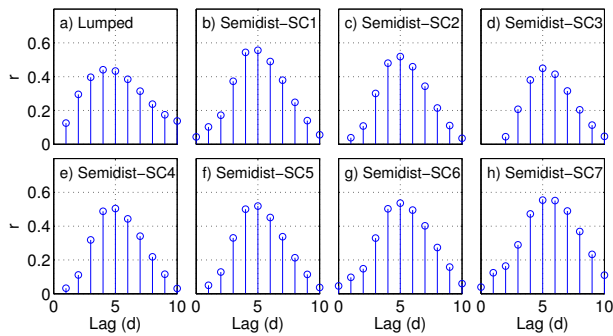 a) Lumped
b) Semidist−SC1
c) Semidist−SC2
d) Semidist−SC3
0.6
0.4
0.2
0
r
e) Semidist−SC4
f) Semidist−SC5
g) Semidist−SC6
h) Semidist−SC7
0.6
0.4
0.2
0
r
0 5 10 0 5 10 0 5 10 0 5 10
Lag (d) Lag (d) Lag (d) Lag (d)